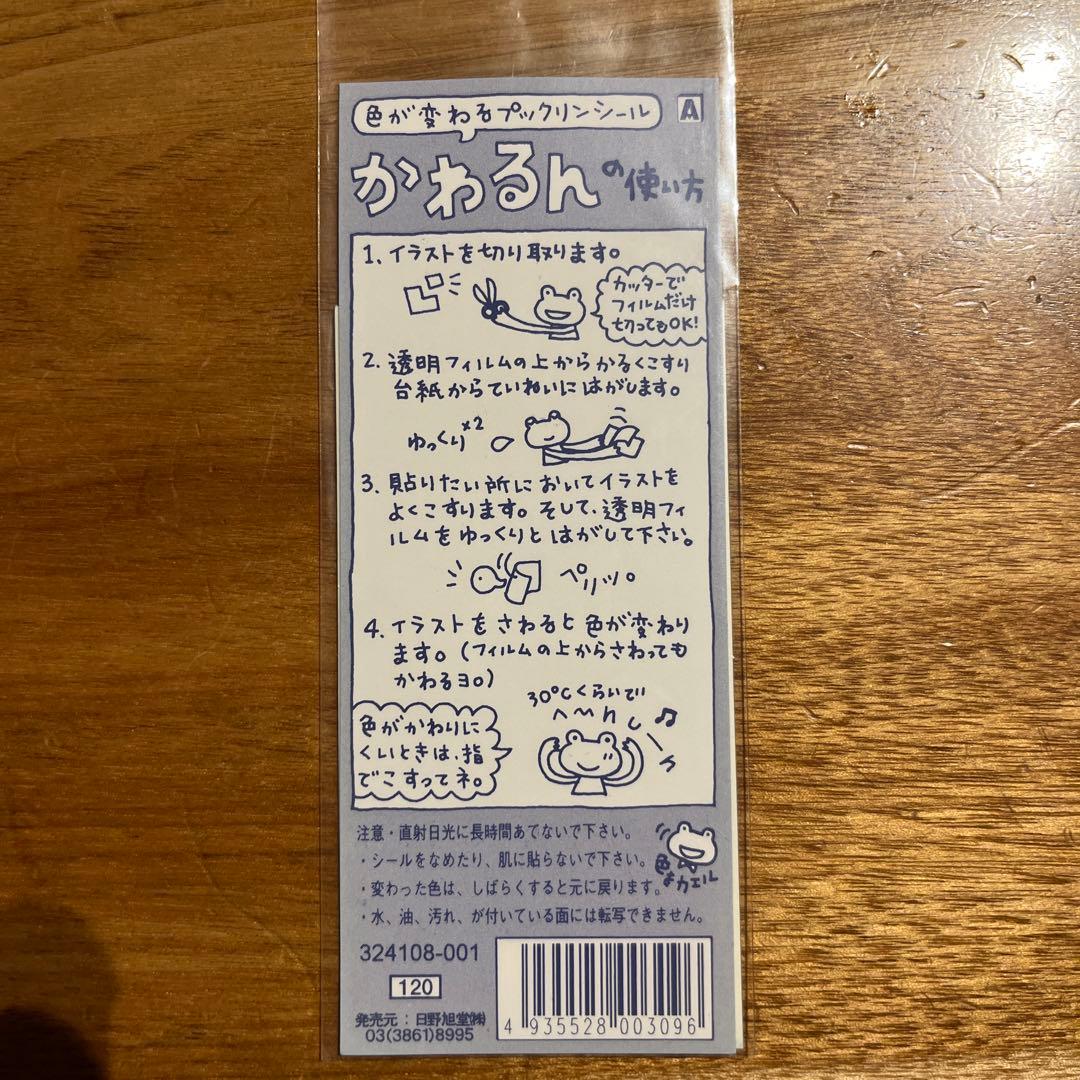 色が変わるプックリンシール
A
かわるんの使い方
1. イラストを切り取ります。
カッターで
フィルムだけ
切ってもOK!
2. 透明フィルムの上からかるくこすり
台紙からていねいにはがします。
ゆっくり×2
3. 貼りたい所においてイラストを
よくこすります。そして、透明フィ
ルムをゆっくりとはがして下さい。
ペリッ。
4. イラストをさわると色が変わり
ます。(フィルムの上からさわっても
かわるヨ。)
30℃くらいで
へ〜んし〜ん♪
色がかわりに
くいときは、指
でこすってネ。
注意・直射日光に長時間あてないで下さい。
・シールをなめたり、肌に貼らないで下さい。
・変わった色は、しばらくすると元に戻ります。
・水、油、汚れ、が付いている面には転写できません。
色よカエル
324108-001
120
発売元:日野旭堂㈱
03(3861)8995
4 935528 003096